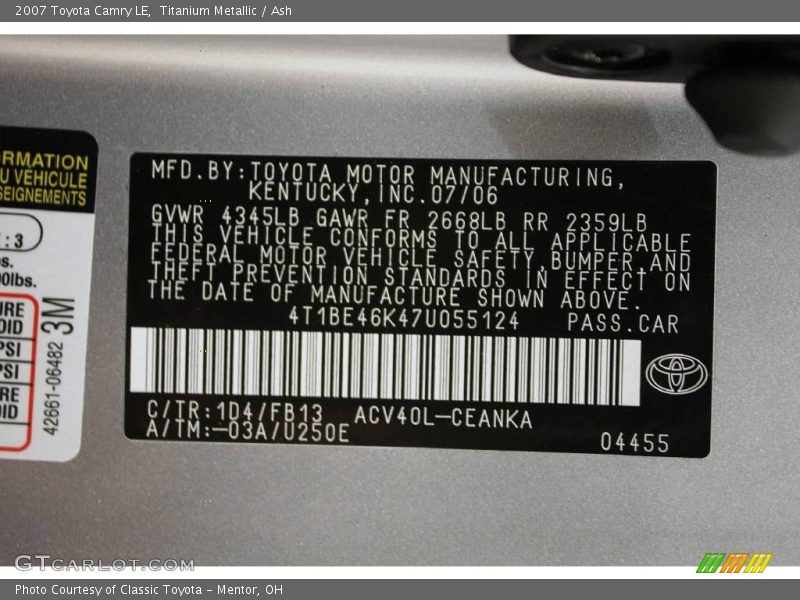 2007 Toyota Camry LE, Titanium Metallic / Ash
RMATION
U VÉHICULE
SEIGNEMENTS
: 3
bs.
0lbs.
URE
OID
PSI
PSI
RE
OID
42661-06482 3M
MFD.BY:TOYOTA MOTOR MANUFACTURING,
KENTUCKY,INC.07/06
GVWR 4345LB GAWR FR 2668LB RR 2359LB
THIS VEHICLE CONFORMS TO ALL APPLICABLE
FEDERAL MOTOR VEHICLE SAFETY,BUMPER,AND
THEFT PREVENTION STANDARDS IN EFFECT ON
THE DATE OF MANUFACTURE SHOWN ABOVE.
4T1BE46K47U055124 PASS.CAR
C/TR:1D4/FB13 ACV40L-CEANKA
A/TM:-03A/U250E
04455
GTCARLOT.COM
Photo Courtesy of Classic Toyota - Mentor, OH